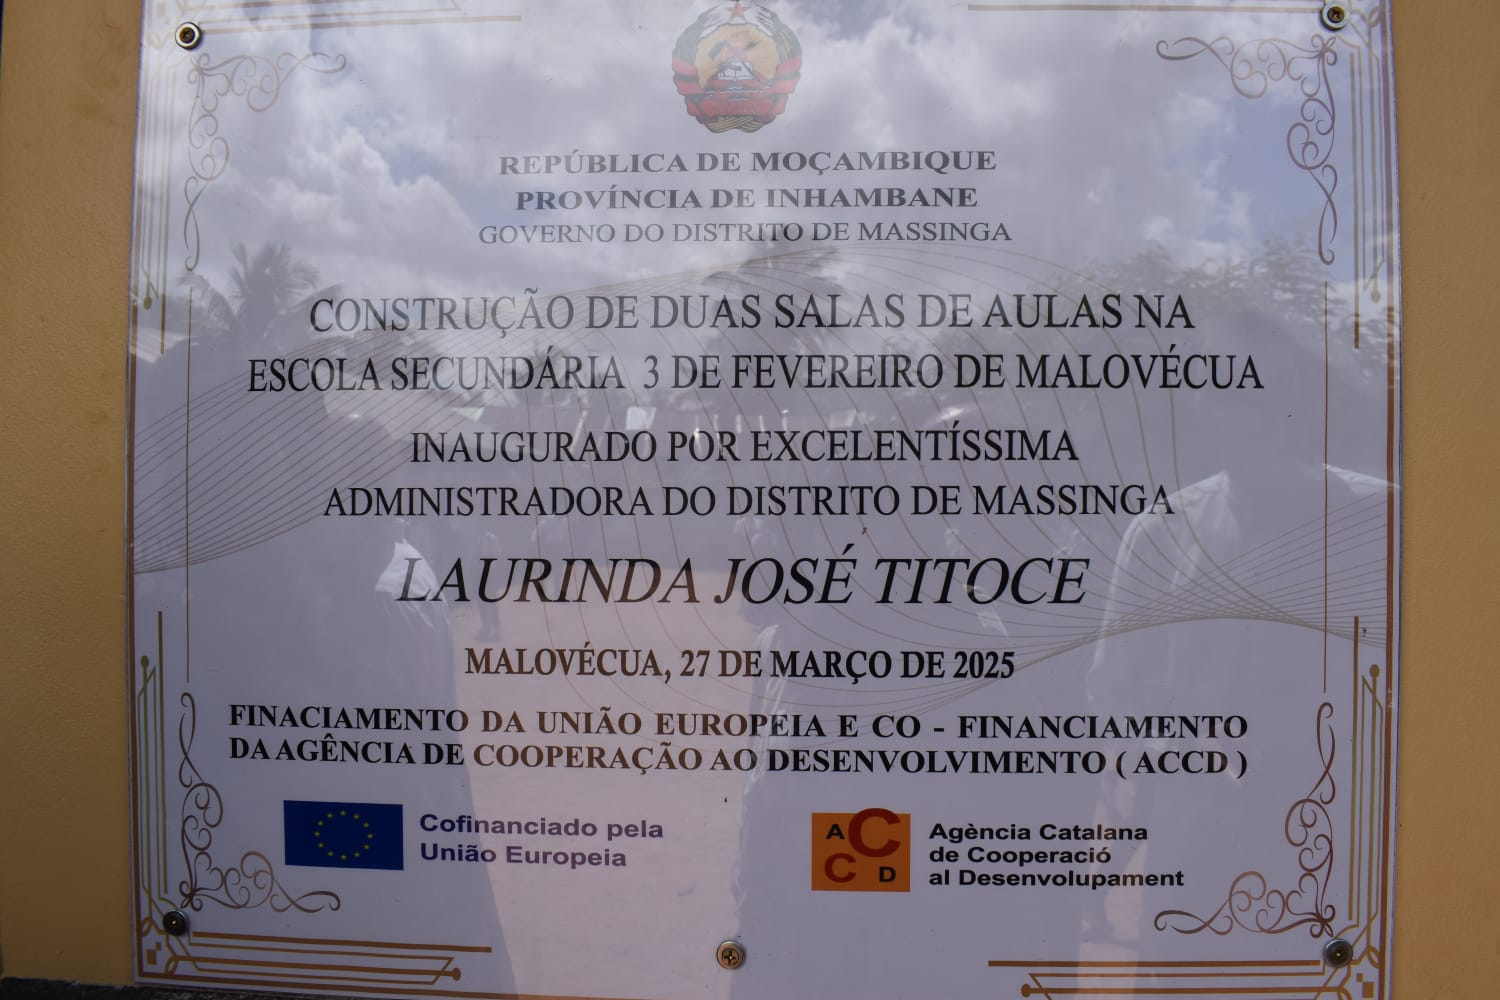 REPÚBLICA DE MOÇAMBIQUE
PROVÍNCIA DE INHAMBANE
GOVERNO DO DISTRITO DE MASSINGA
CONSTRUÇÃO DE DUAS SALAS DE AULAS NA
ESCOLA SECUNDÁRIA 3 DE FEVEREIRO DE MALOVÉCUA
INAUGURADO POR EXCELENTÍSSIMA
ADMINISTRADORA DO DISTRITO DE MASSINGA
LAURINDA JOSÉ TITOCE
MALOVÉCUA, 27 DE MARÇO DE 2025
FINACIAMENTO DA UNIÃO EUROPEIA E CO - FINANCIAMENTO
DA AGÊNCIA DE COOPERAÇÃO AO DESENVOLVIMENTO ( ACCD )
Cofinanciado pela
União Europeia
A C
C D
Agència Catalana
de Cooperació
al Desenvolupament